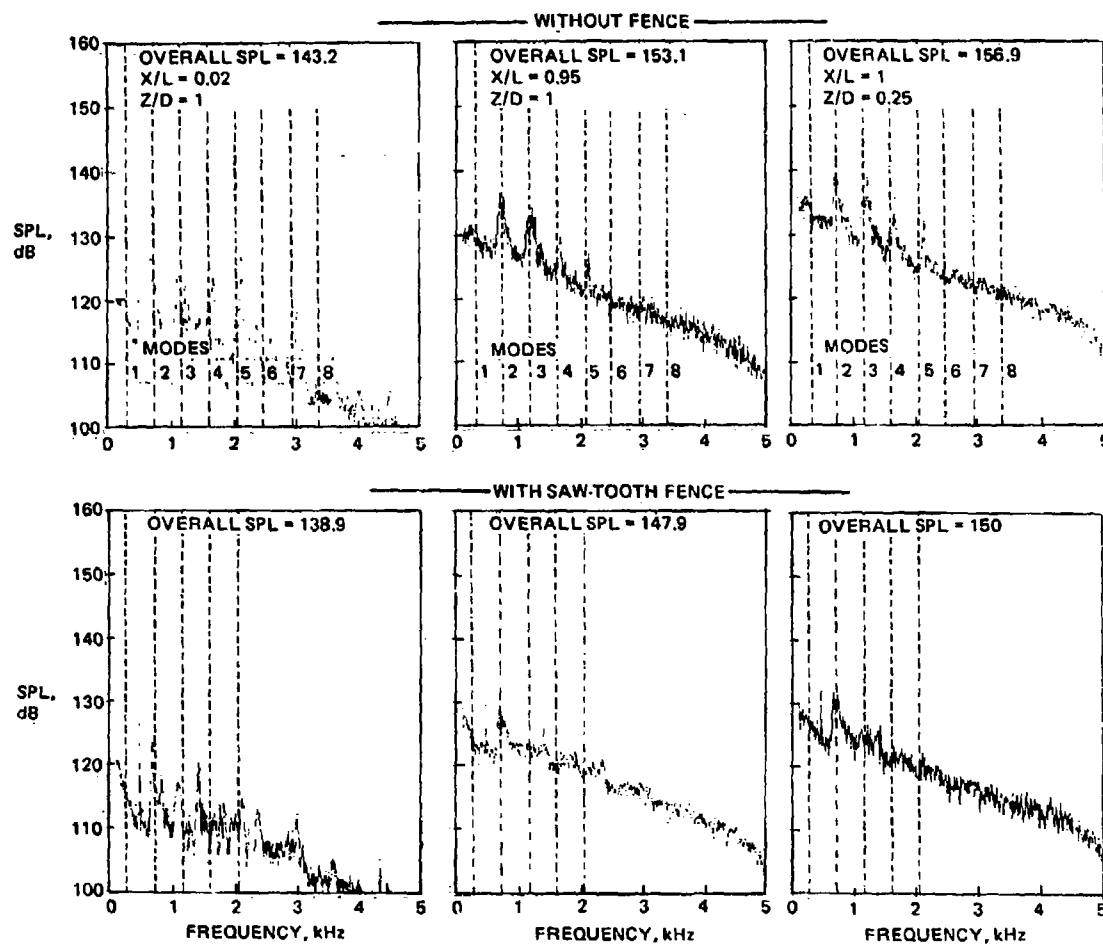 WITHOUT FENCE
OVERALL SPL = 143.2
X/L = 0.02
Z/D = 1
OVERALL SPL = 153.1
X/L = 0.95
Z/D = 1
OVERALL SPL = 156.9
X/L = 1
Z/D = 0.25
160
150
140
130
120
110
100
SPL,
dB
MODES
1 2 3 4 5 6 7 8
MODES
1 2 3 4 5 6 7 8
MODES
1 2 3 4 5 6 7 8
0 1 2 3 4 5
0 1 2 3 4 5
0 1 2 3 4 5
WITH SAW-TOOTH FENCE
OVERALL SPL = 138.9
OVERALL SPL = 147.9
OVERALL SPL = 150
160
150
140
130
120
110
100
SPL,
dB
0 1 2 3 4 5
0 1 2 3 4 5
0 1 2 3 4 5
FREQUENCY, kHz
FREQUENCY, kHz
FREQUENCY, kHz